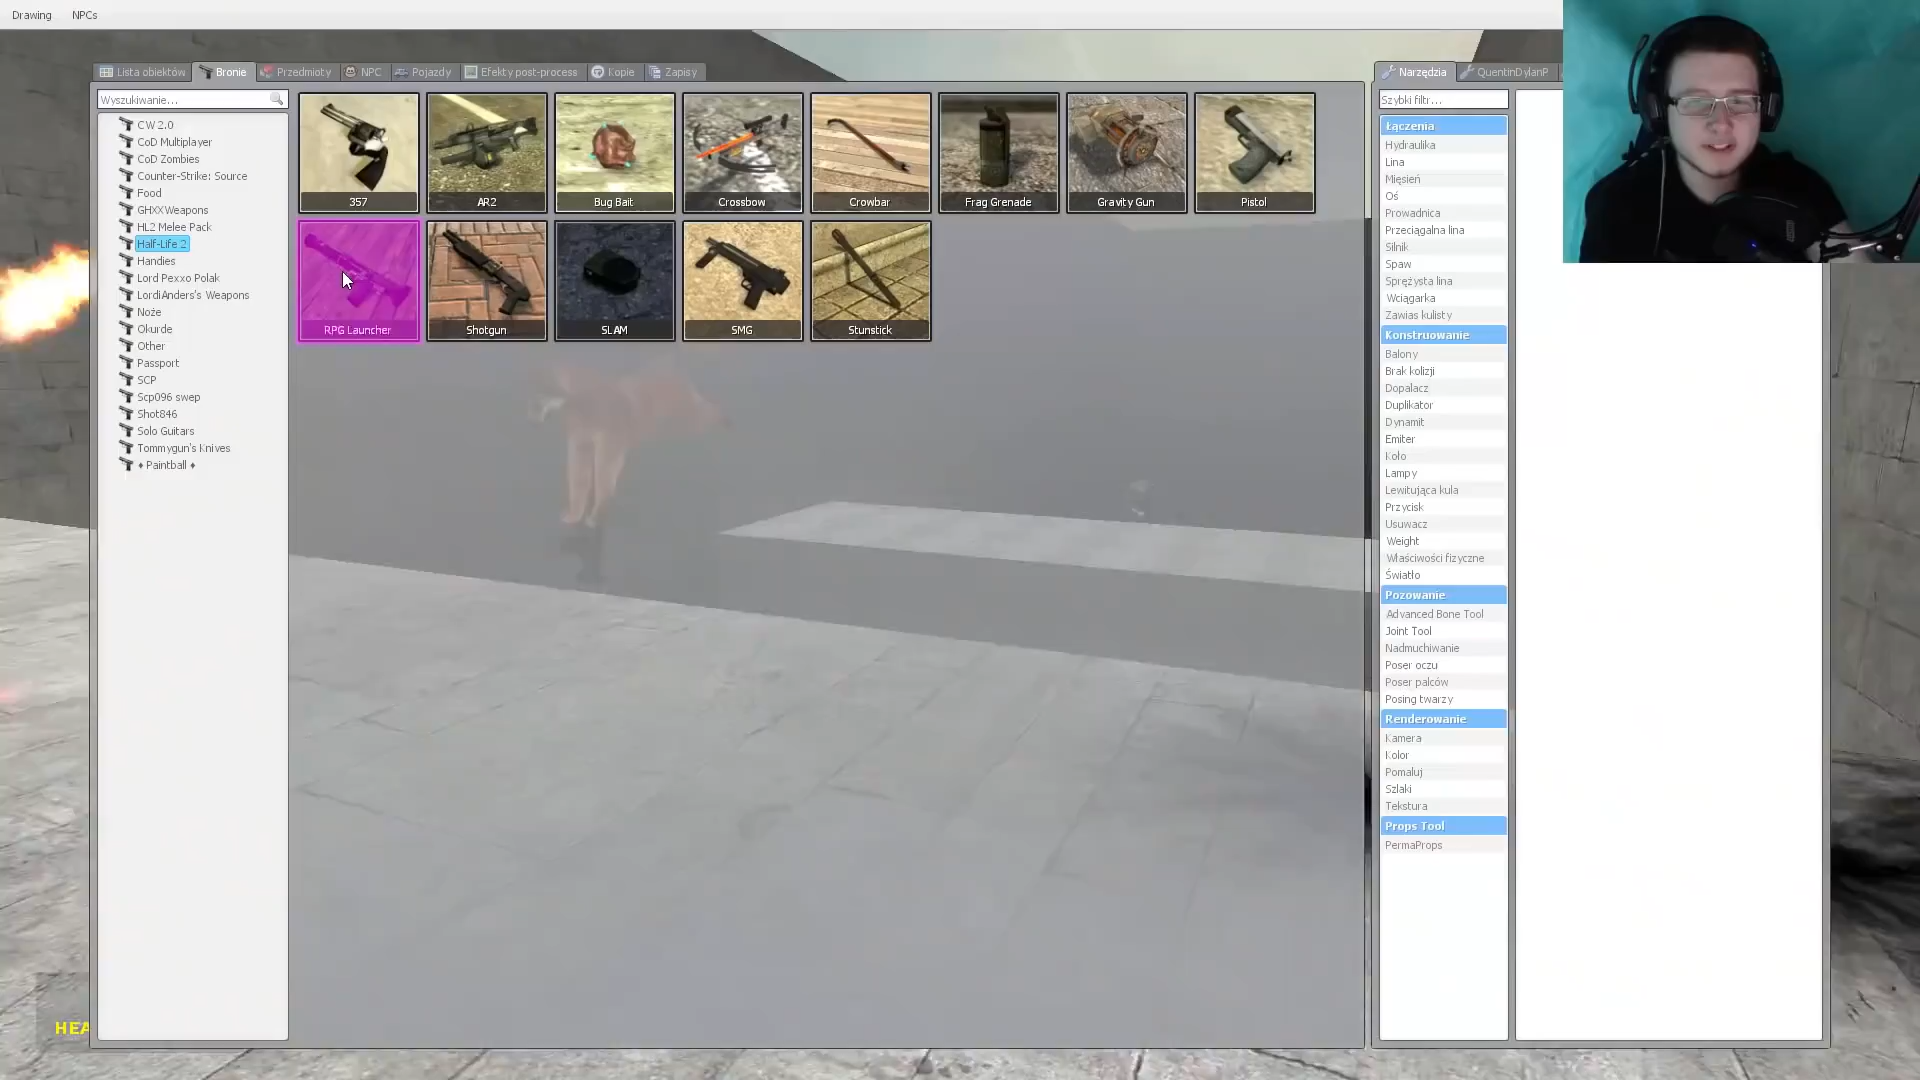 Drawing NPCs
Lista obiektów Bronie Przedmioty NPC Pojazdy Efekty post-process Kopie Zapisy
Narzędzia QuentinDylanP
Wyszukiwanie...
CW 2.0
CoD Multiplayer
CoD Zombies
Counter-Strike: Source
Food
GHXXWeapons
HL2 Melee Pack
Half-Life 2
Handies
Lord Pexxo Polak
LordiAnders's Weapons
Noże
Okurde
Other
Passport
SCP
Scp096 swep
Shot846
Solo Guitars
Tommygun's Knives
♦ Paintball ♦
357 AR2 Bug Bait Crossbow Crowbar Frag Grenade Gravity Gun Pistol
RPG Launcher Shotgun SLAM SMG Stunstick
Szybki filtr...
Łączenia
Hydraulika
Lina
Mięsień
Oś
Prowadnica
Przeciągalna lina
Silnik
Spaw
Sprężysta lina
Wciągarka
Zawias kulisty
Konstruowanie
Balony
Brak kolizji
Dopalacz
Duplikator
Dynamit
Emiter
Koło
Lampy
Lewitująca kula
Przycisk
Usuwacz
Weight
Właściwości fizyczne
Światło
Pozowanie
Advanced Bone Tool
Joint Tool
Nadmuchiwanie
Poser oczu
Poser palców
Posing twarzy
Renderowanie
Kamera
Kolor
Pomaluj
Szlaki
Tekstura
Props Tool
PermaProps
HEA